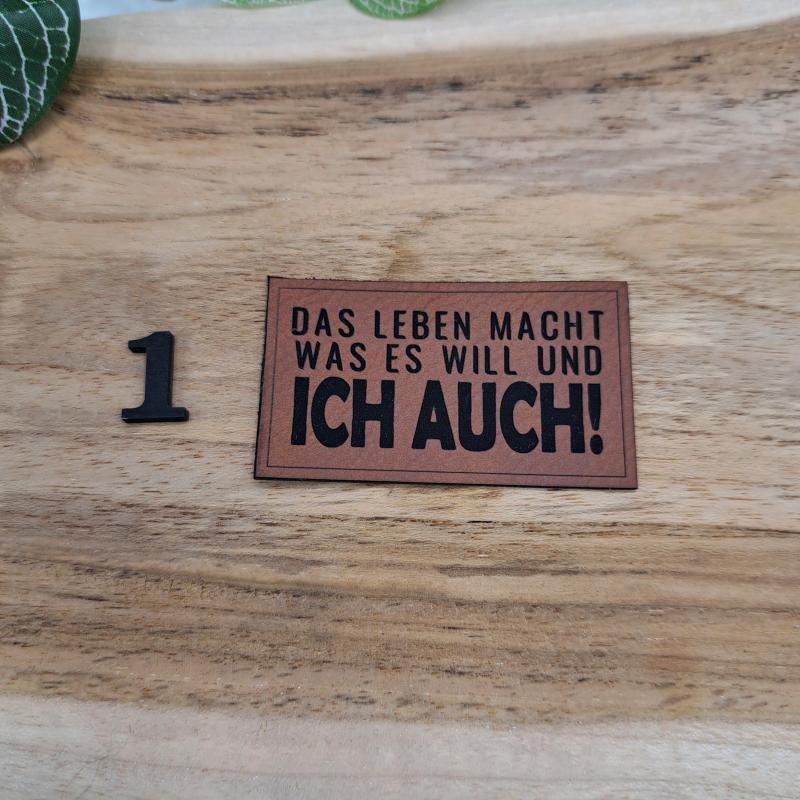 1
DAS LEBEN MACHT
WAS ES WILL UND
ICH AUCH!